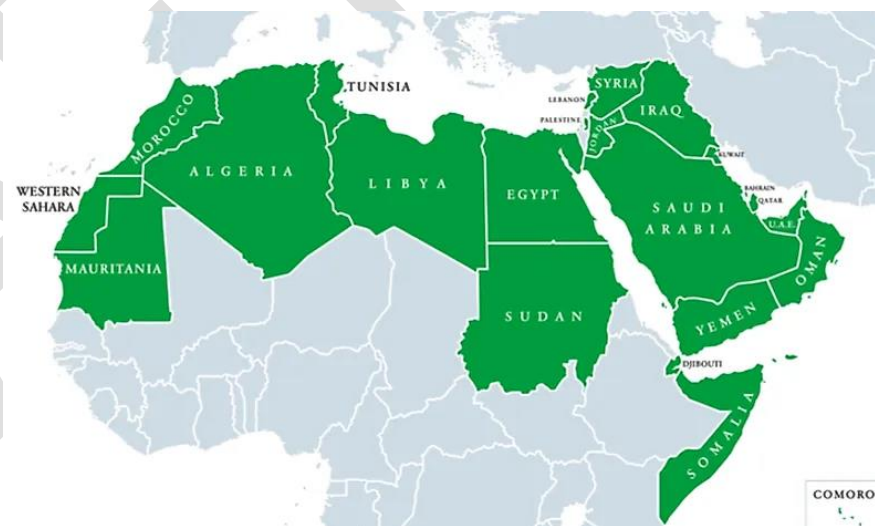 TUNISIA
MOROCCO
ALGERIA
LIBYA
EGYPT
WESTERN
SAHARA
MAURITANIA
SUDAN
LEBANON
SYRIA
PALESTINE
JORDAN
IRAQ
KUWAIT
BAHRAIN
QATAR
U.A.E.
SAUDI
ARABIA
OMAN
YEMEN
DJIBOUTI
SOMALIA
COMORO